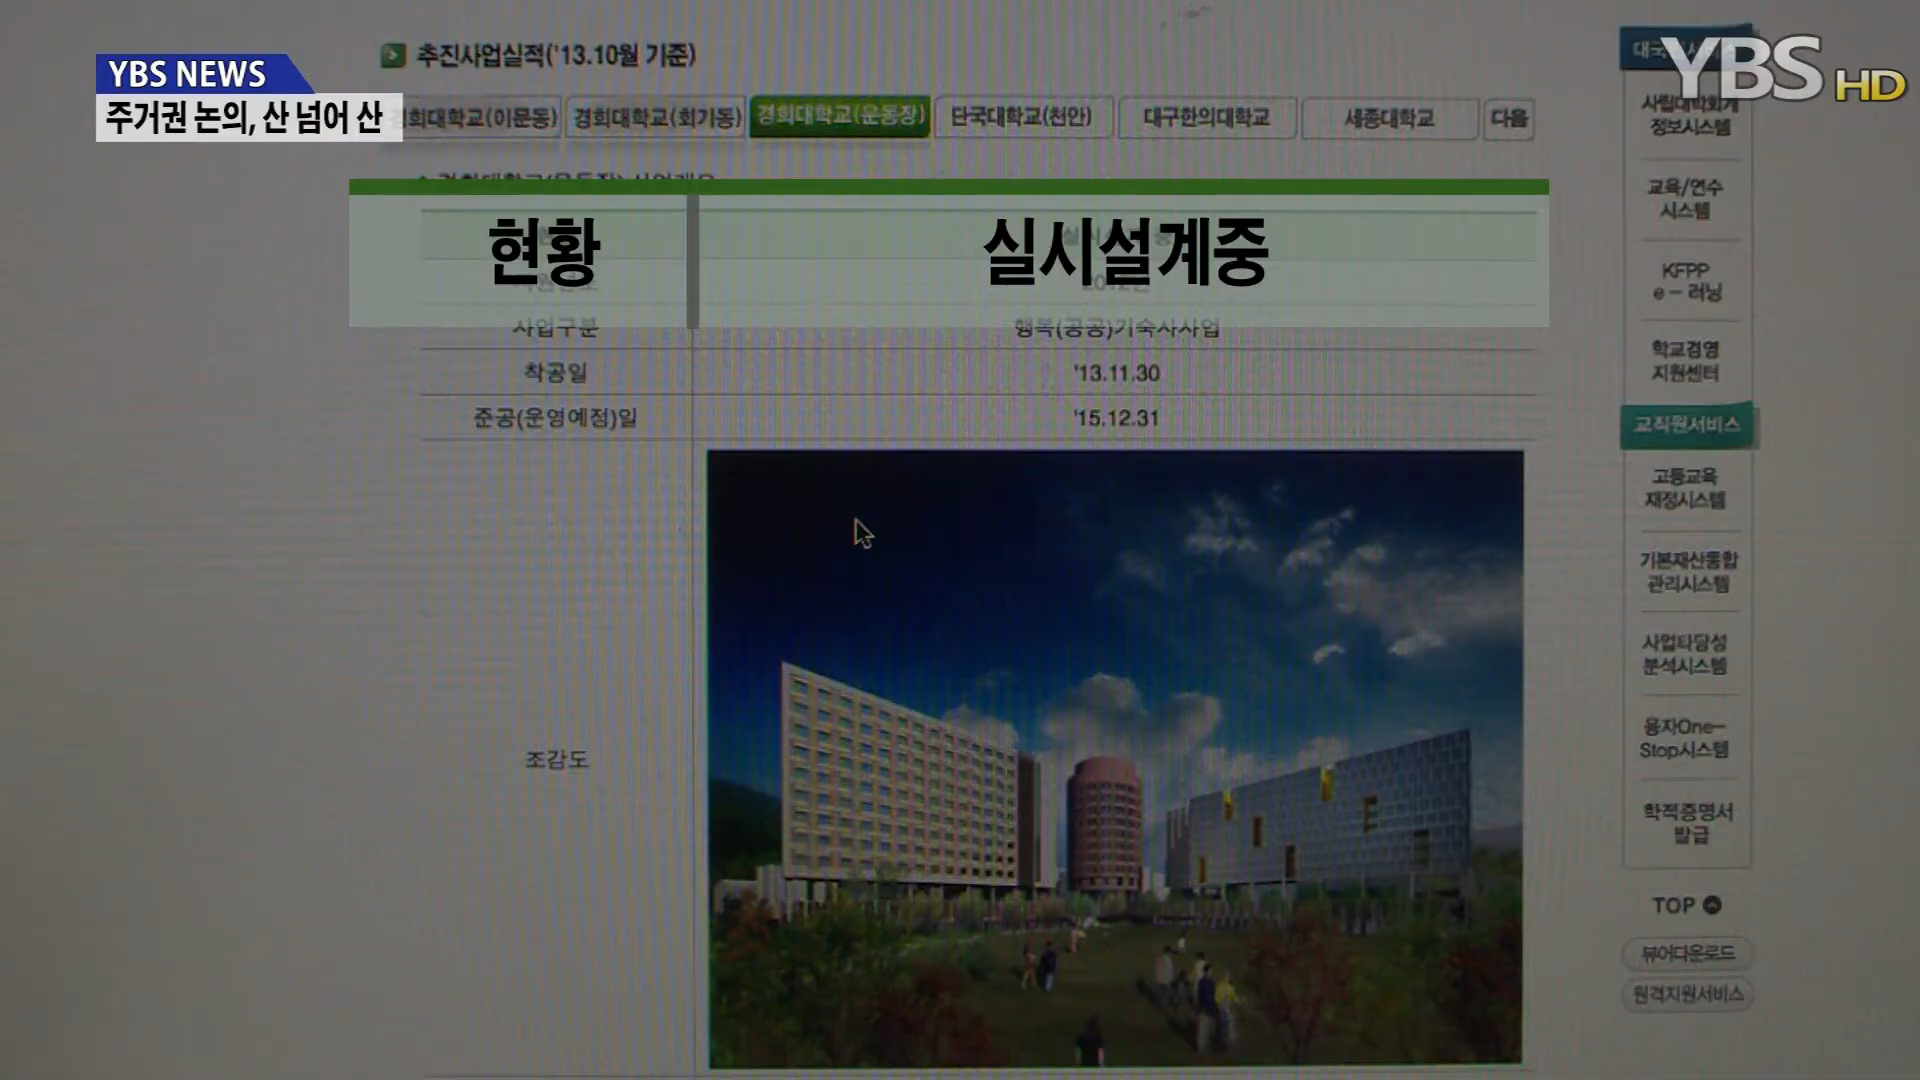 YBS NEWS
주거권 논의, 산 넘어 산
YBS HD
추진사업실적('13.10월 기준)
경희대학교(이문동)
경희대학교(회기동)
경희대학교(운동장)
단국대학교(천안)
대구한의대학교
세종대학교
다음
현황
실시설계중
사업구분
행복(공공)기숙사사업
착공일
'13.11.30
준공(운영예정)일
'15.12.31
조감도
사립대학회계
정보시스템
교육/연수
시스템
KFPP
e-러닝
학교경영
지원센터
교직원서비스
고등교육
재정시스템
기본재산통합
관리시스템
사업타당성
분석시스템
융자One-
Stop시스템
학적증명서
발급
TOP
뷰어다운로드
원격지원서비스